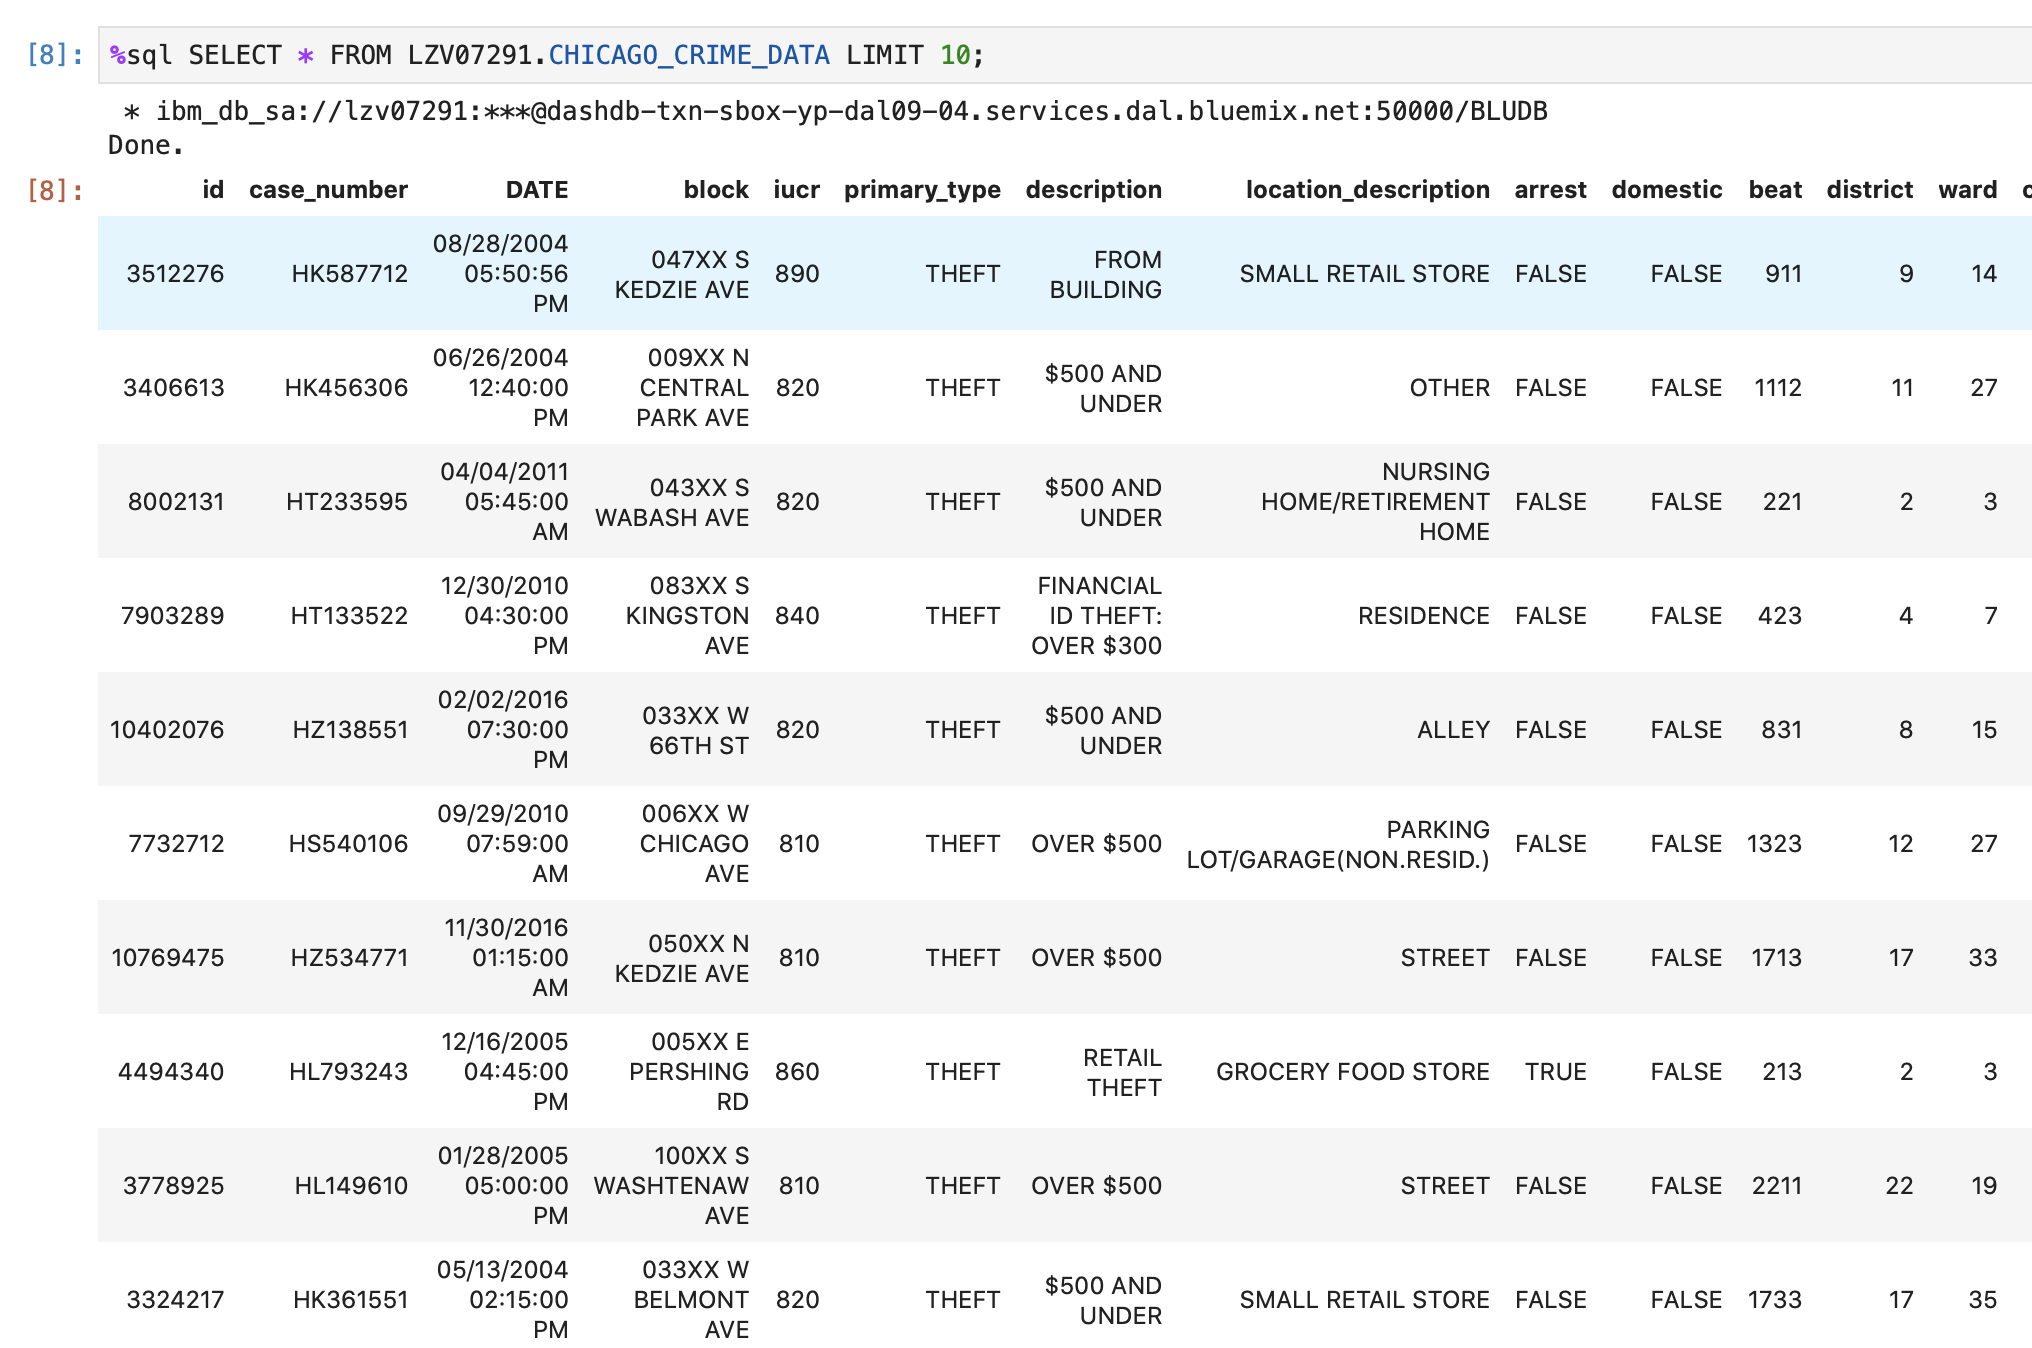 [8]: %sql SELECT * FROM LZV07291.CHICAGO_CRIME_DATA LIMIT 10;
* ibm_db_sa://lzv07291:***@dashdb-txn-sbox-yp-dal09-04.services.dal.bluemix.net:50000/BLUDB
Done.
[8]: id case_number DATE block iucr primary_type description location_description arrest domestic beat district ward c
3512276 HK587712 08/28/2004 05:50:56 PM 047XX S KEDZIE AVE 890 THEFT FROM BUILDING SMALL RETAIL STORE FALSE FALSE 911 9 14
3406613 HK456306 06/26/2004 12:40:00 PM 009XX N CENTRAL PARK AVE 820 THEFT $500 AND UNDER OTHER FALSE FALSE 1112 11 27
8002131 HT233595 04/04/2011 05:45:00 AM 043XX S WABASH AVE 820 THEFT $500 AND UNDER NURSING HOME/RETIREMENT HOME FALSE FALSE 221 2 3
7903289 HT133522 12/30/2010 04:30:00 PM 083XX S KINGSTON AVE 840 THEFT FINANCIAL ID THEFT: OVER $300 RESIDENCE FALSE FALSE 423 4 7
10402076 HZ138551 02/02/2016 07:30:00 PM 033XX W 66TH ST 820 THEFT $500 AND UNDER ALLEY FALSE FALSE 831 8 15
7732712 HS540106 09/29/2010 07:59:00 AM 006XX W CHICAGO AVE 810 THEFT OVER $500 PARKING LOT/GARAGE(NON.RESID.) FALSE FALSE 1323 12 27
10769475 HZ534771 11/30/2016 01:15:00 AM 050XX N KEDZIE AVE 810 THEFT OVER $500 STREET FALSE FALSE 1713 17 33
4494340 HL793243 12/16/2005 04:45:00 PM 005XX E PERSHING RD 860 THEFT RETAIL THEFT GROCERY FOOD STORE TRUE FALSE 213 2 3
3778925 HL149610 01/28/2005 05:00:00 PM 100XX S WASHTENAW AVE 810 THEFT OVER $500 STREET FALSE FALSE 2211 22 19
3324217 HK361551 05/13/2004 02:15:00 PM 033XX W BELMONT AVE 820 THEFT $500 AND UNDER SMALL RETAIL STORE FALSE FALSE 1733 17 35